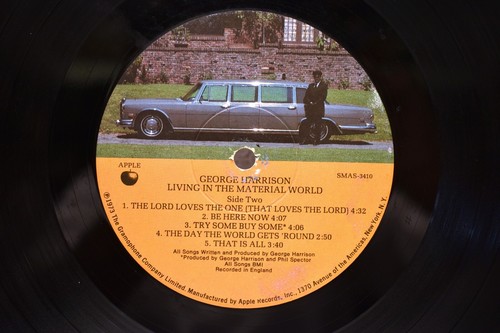 APPLE
SMAS-3410
GEORGE HARRISON
LIVING IN THE MATERIAL WORLD
Side Two
1. THE LORD LOVES THE ONE [THAT LOVES THE LORD] 4:32
2. BE HERE NOW 4:07
3. TRY SOME BUY SOME* 4:06
4. THE DAY THE WORLD GETS 'ROUND 2:50
5. THAT IS ALL 3:40
All Songs Written and Produced by George Harrison
*Produced by George Harrison and Phil Spector
All Songs BMI
Recorded in England
℗1973 The Gramophone Company Limited. Manufactured by Apple Records, Inc., 1370 Avenue of the Americas, New York, N.Y.